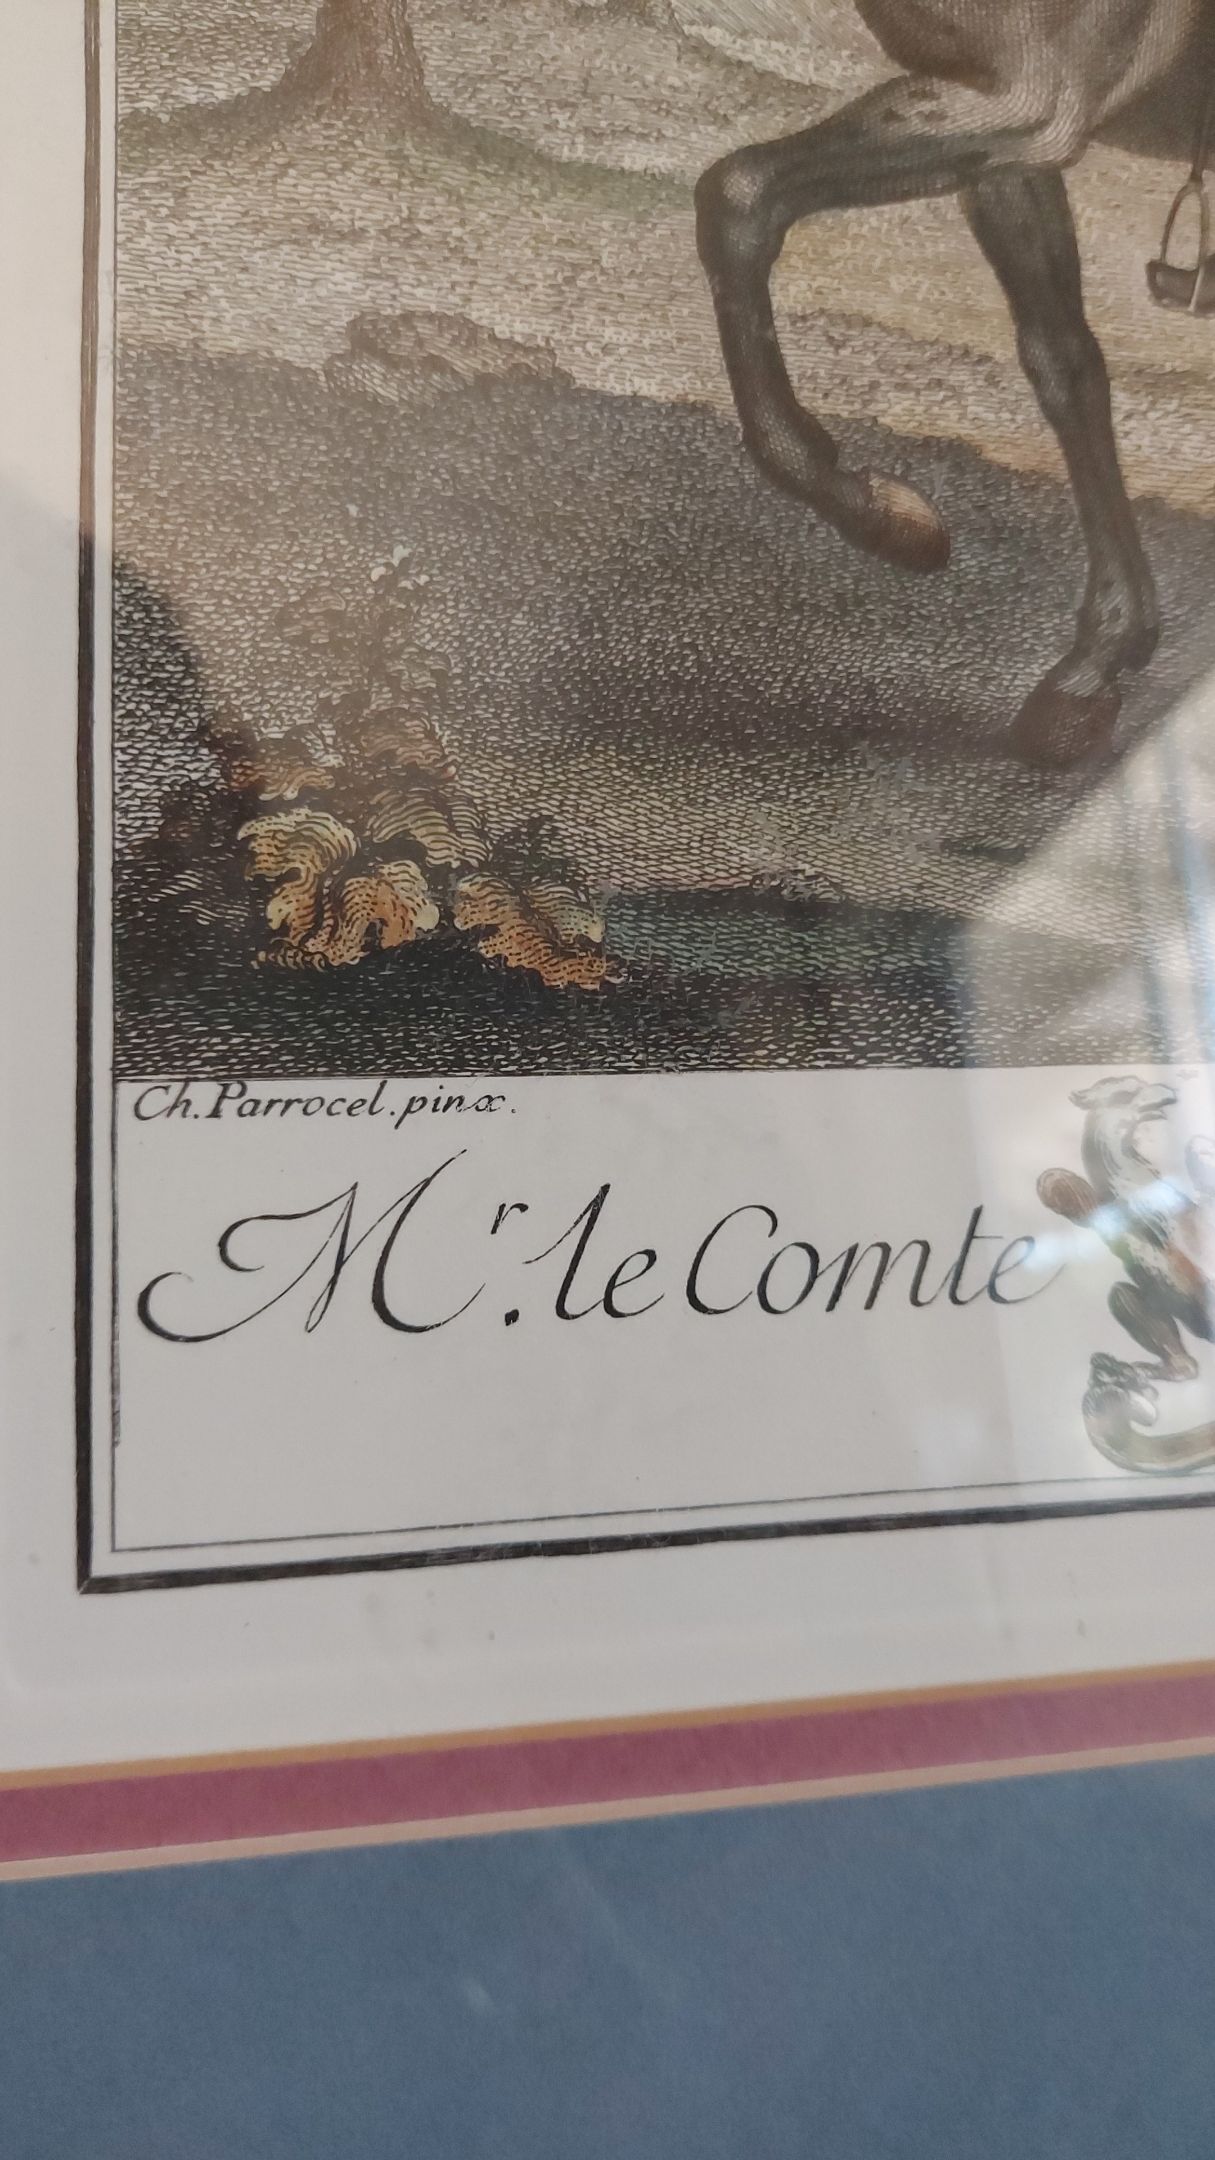 Ch. Parrocel. pinx.
Mr. le Comte